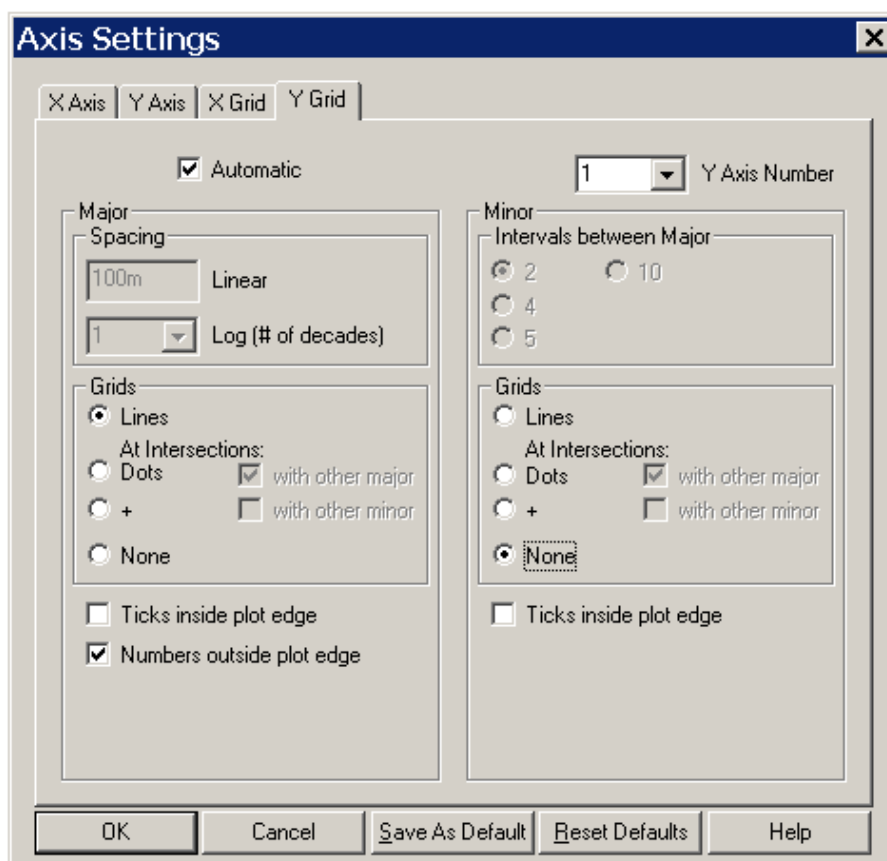 Axis Settings
X Axis Y Axis X Grid Y Grid
Automatic
1 Y Axis Number
Major
Spacing
100m Linear
1 Log (# of decades)
Grids
Lines
At Intersections:
Dots with other major
+ with other minor
None
Ticks inside plot edge
Numbers outside plot edge
Minor
Intervals between Major
2 10
4
5
Grids
Lines
At Intersections:
Dots with other major
+ with other minor
None
Ticks inside plot edge
OK Cancel Save As Default Reset Defaults Help